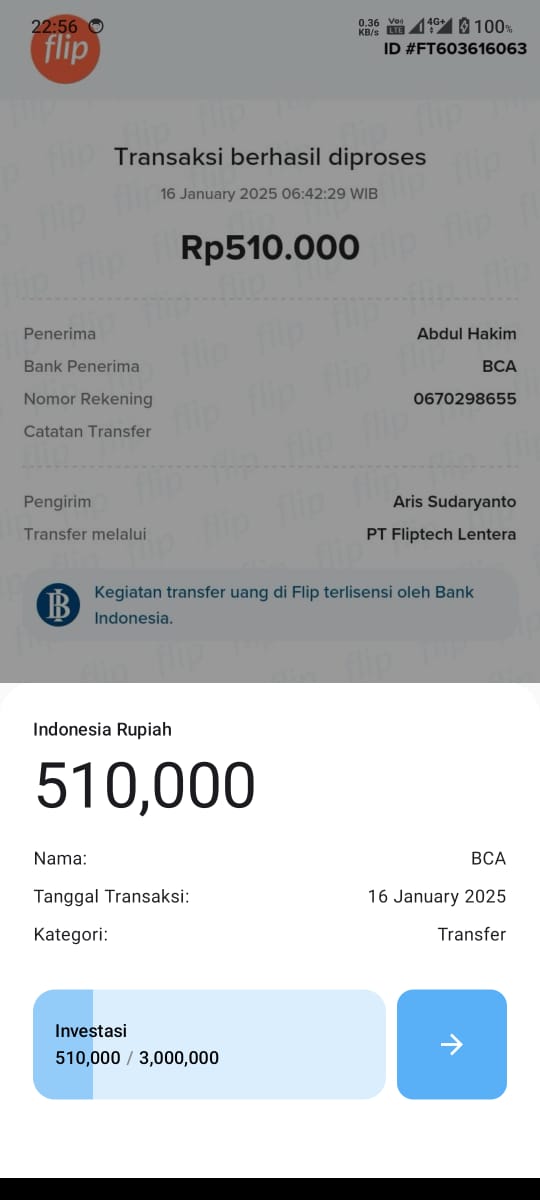 22:56
0.36 KB/s Vo) LTE 4G+ 100%
flip
ID #FT603616063
Transaksi berhasil diproses
16 January 2025 06:42:29 WIB
Rp510.000
Penerima Abdul Hakim
Bank Penerima BCA
Nomor Rekening 0670298655
Catatan Transfer
Pengirim Aris Sudaryanto
Transfer melalui PT Fliptech Lentera
Kegiatan transfer uang di Flip terlisensi oleh Bank
Indonesia.
Indonesia Rupiah
510,000
Nama: BCA
Tanggal Transaksi: 16 January 2025
Kategori: Transfer
Investasi
510,000 / 3,000,000